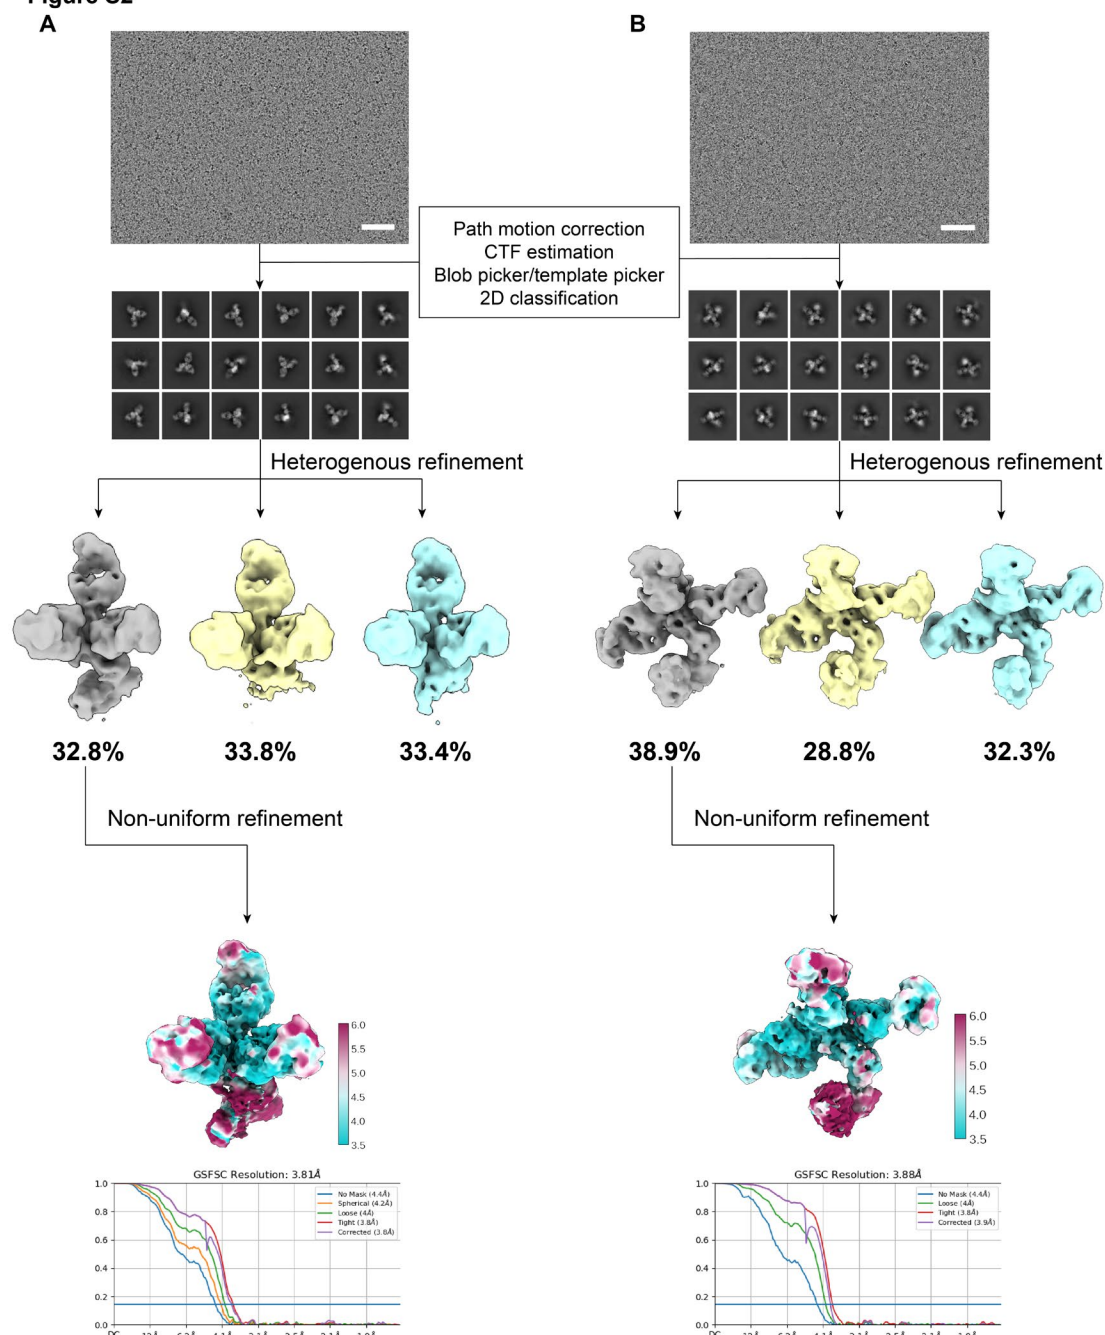 A
B
Path motion correction
CTF estimation
Blob picker/template picker
2D classification
Heterogenous refinement
Heterogenous refinement
32.8%
33.8%
33.4%
38.9%
28.8%
32.3%
Non-uniform refinement
Non-uniform refinement
6.0
5.5
5.0
4.5
4.0
3.5
6.0
5.5
5.0
4.5
4.0
3.5
GSFSC Resolution: 3.81Å
1.0
0.8
0.6
0.4
0.2
0.0
No Mask (4.4Å)
Spherical (4.2Å)
Loose (4Å)
Tight (3.8Å)
Corrected (3.8Å)
GSFSC Resolution: 3.88Å
1.0
0.8
0.6
0.4
0.2
0.0
No Mask (4.4Å)
Loose (4Å)
Tight (3.8Å)
Corrected (3.9Å)